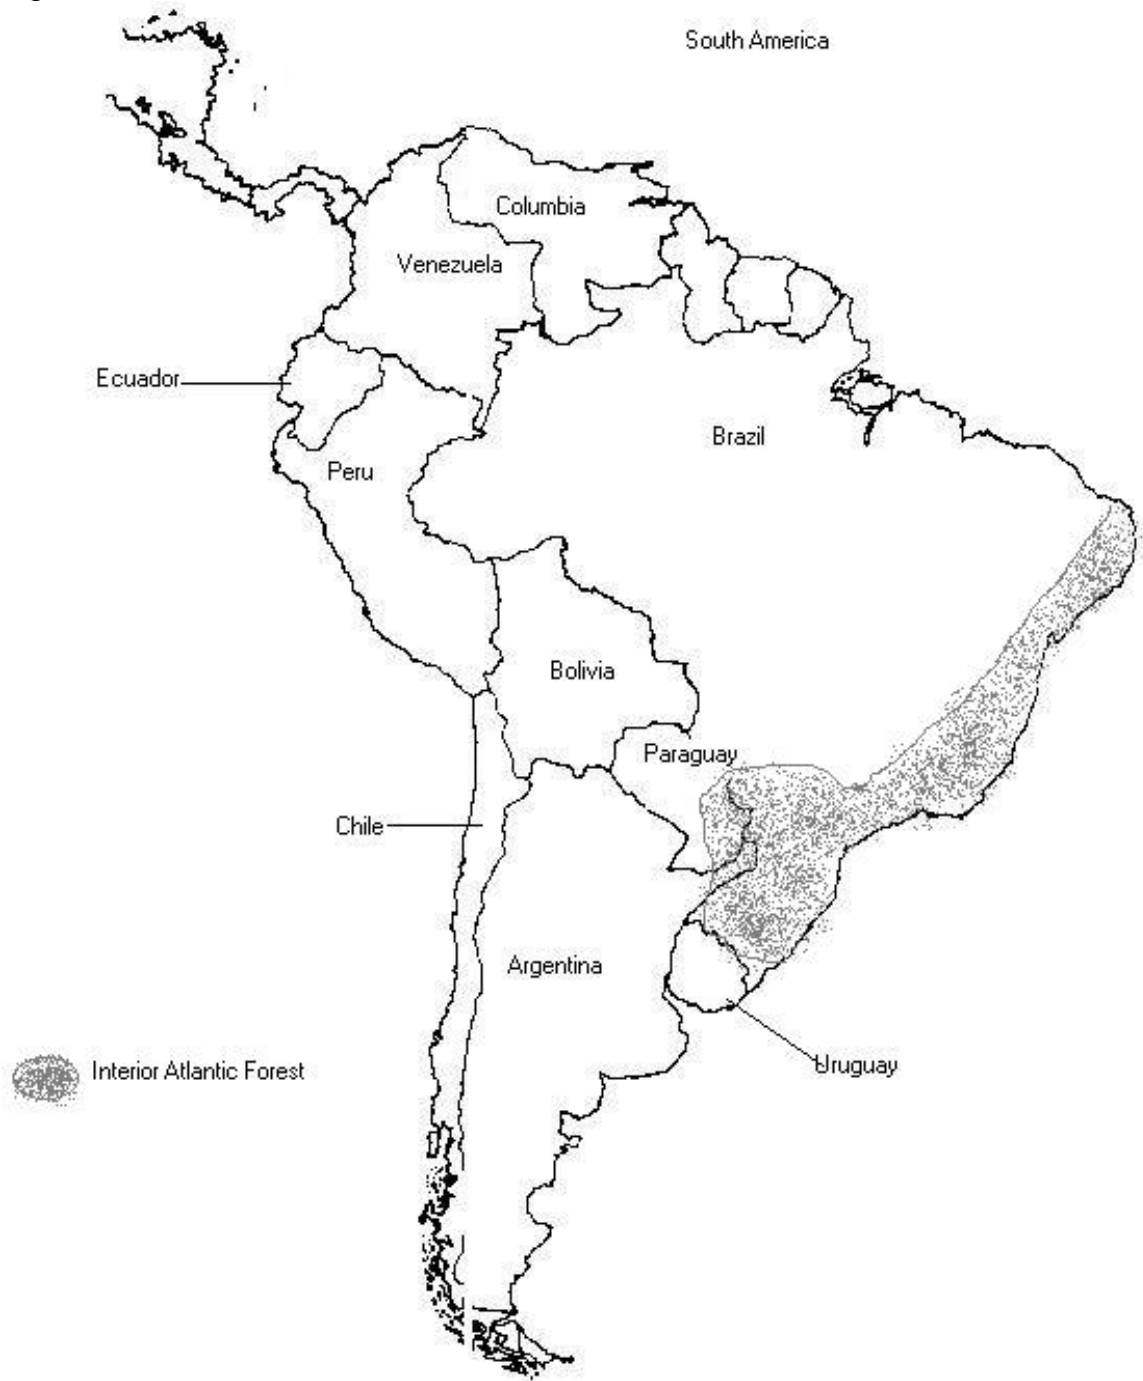 South America
Columbia
Venezuela
Ecuador
Brazil
Peru
Bolivia
Paraguay
Chile
Argentina
Uruguay
Interior Atlantic Forest